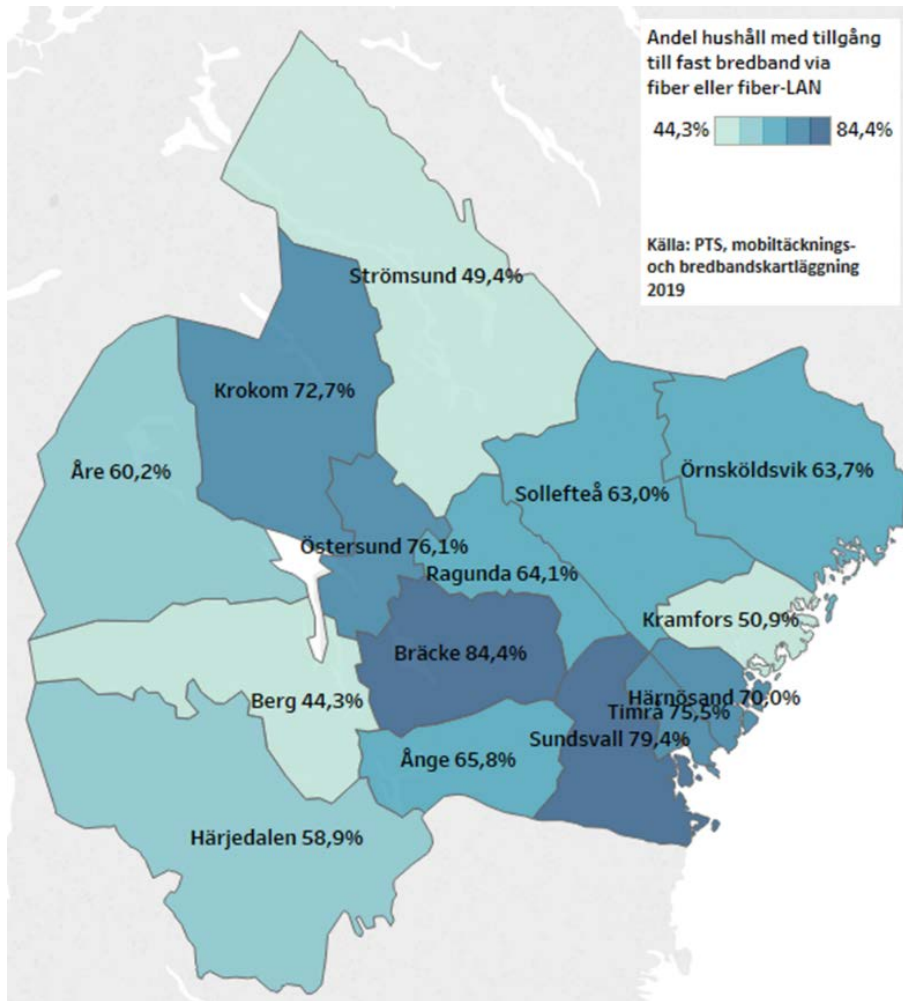 Andel hushåll med tillgång
till fast bredband via
fiber eller fiber-LAN
44,3% 84,4%
Källa: PTS, mobiltäcknings-
och bredbandskartläggning
2019
Strömsund 49,4%
Krokom 72,7%
Åre 60,2%
Örnsköldsvik 63,7%
Sollefteå 63,0%
Östersund 76,1%
Ragunda 64,1%
Kramfors 50,9%
Bräcke 84,4%
Berg 44,3%
Härnösand 70,0%
Timrå 75,5%
Sundsvall 79,4%
Ånge 65,8%
Härjedalen 58,9%